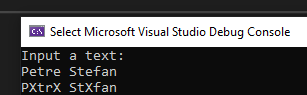 Select Microsoft Visual Studio Debug Console
Input a text:
Petre Stefan
PXtrX StXfan